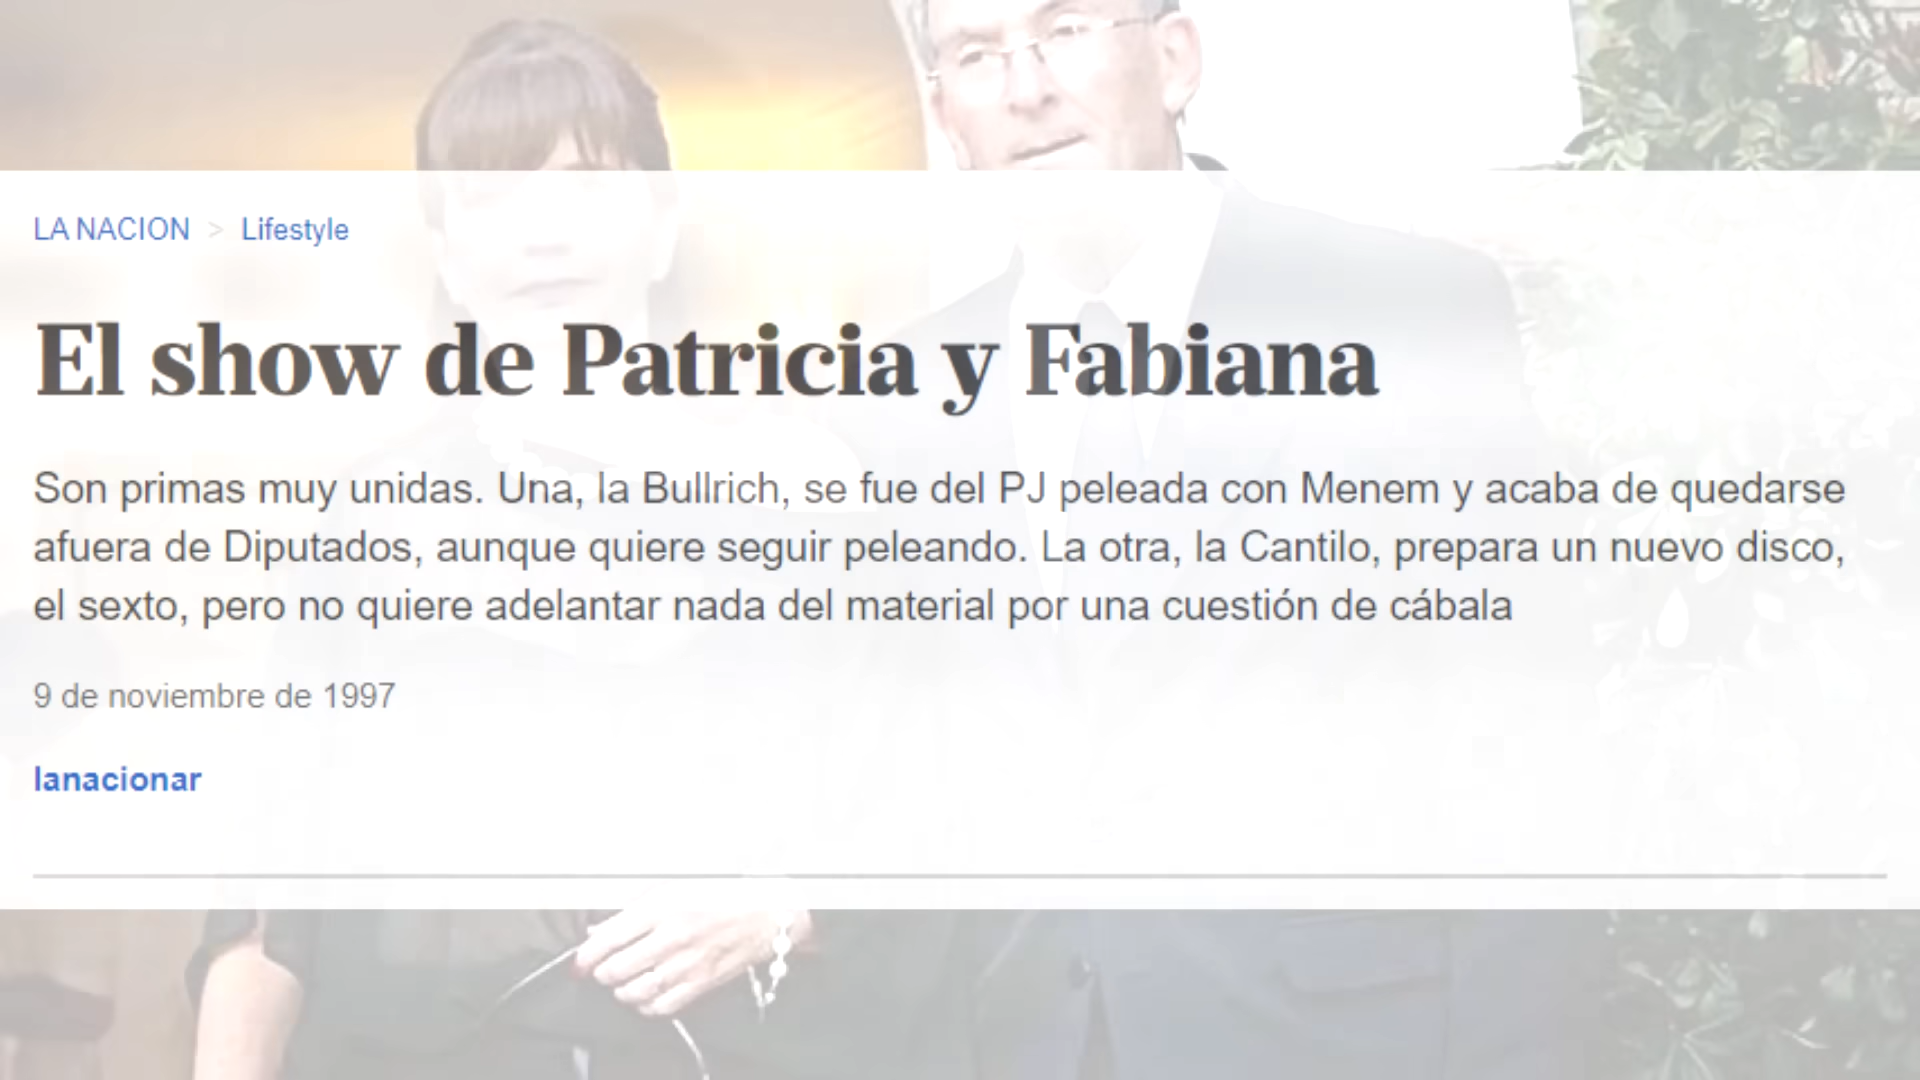 LA NACION > Lifestyle
El show de Patricia y Fabiana
Son primas muy unidas. Una, la Bullrich, se fue del PJ peleada con Menem y acaba de quedarse
afuera de Diputados, aunque quiere seguir peleando. La otra, la Cantilo, prepara un nuevo disco,
el sexto, pero no quiere adelantar nada del material por una cuestión de cábala
9 de noviembre de 1997
lanacionar